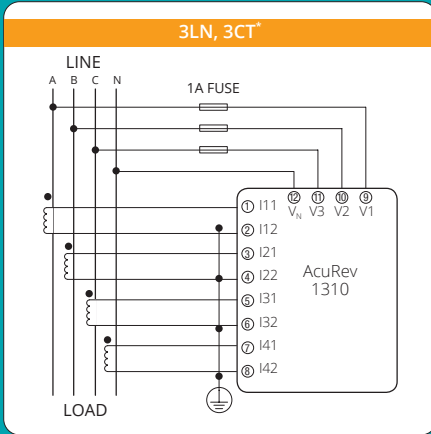 3LN, 3CT*
LINE
A B C N
1A FUSE
⑫ ⑪ ⑩ ⑨
VN V3 V2 V1
① I11
② I12
③ I21
④ I22
⑤ I31
⑥ I32
⑦ I41
⑧ I42
AcuRev
1310
LOAD